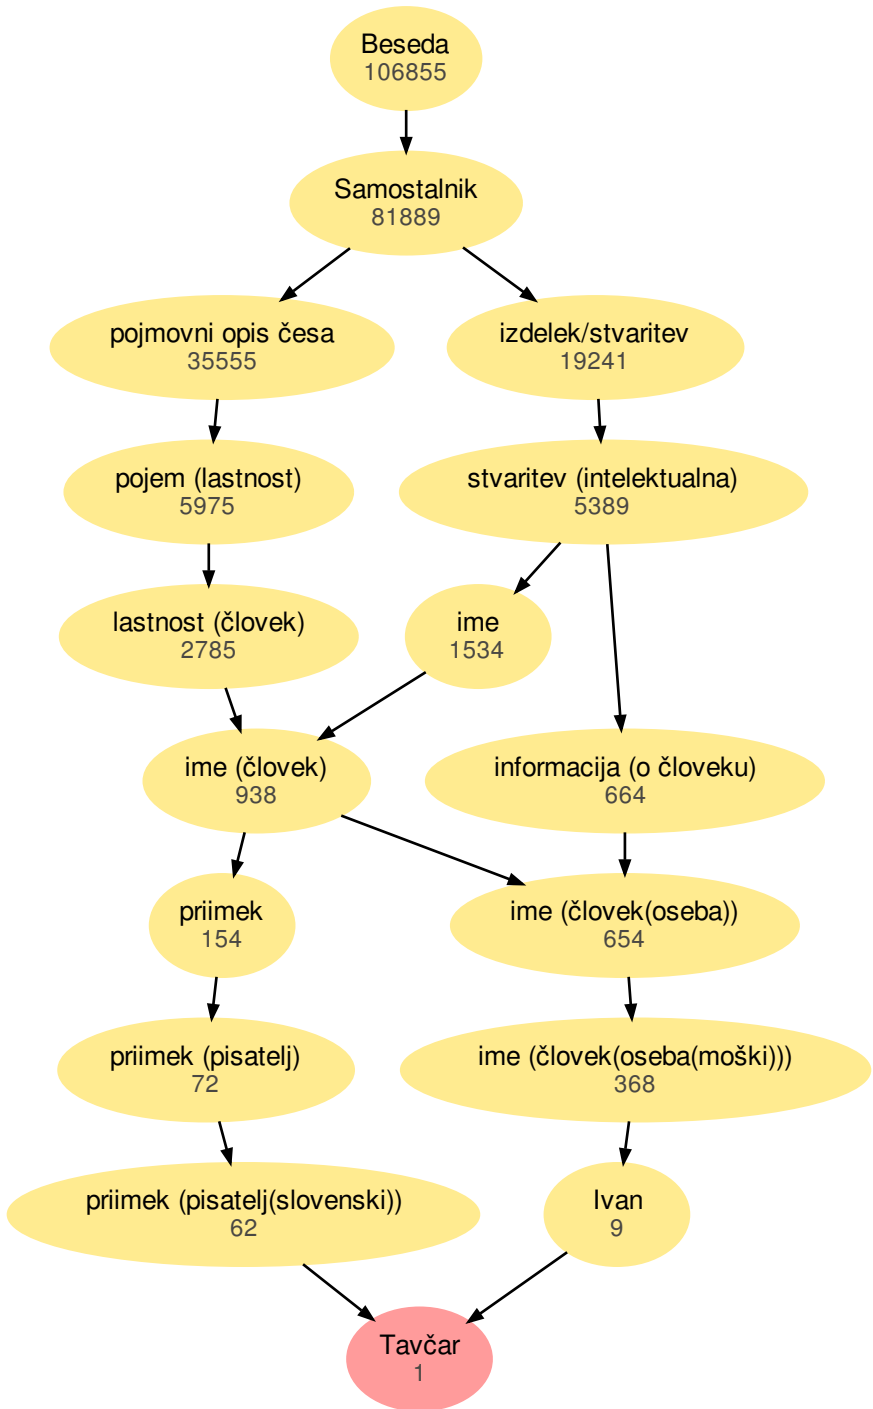 Beseda
106855
Samostalnik
81889
pojmovni opis česa
35555
izdelek/stvaritev
19241
pojem (lastnost)
5975
stvaritev (intelektualna)
5389
lastnost (človek)
2785
ime
1534
ime (človek)
938
informacija (o človeku)
664
priimek
154
ime (človek(oseba))
654
priimek (pisatelj)
72
ime (človek(oseba(moški)))
368
priimek (pisatelj(slovenski))
62
Ivan
9
Tavčar
1